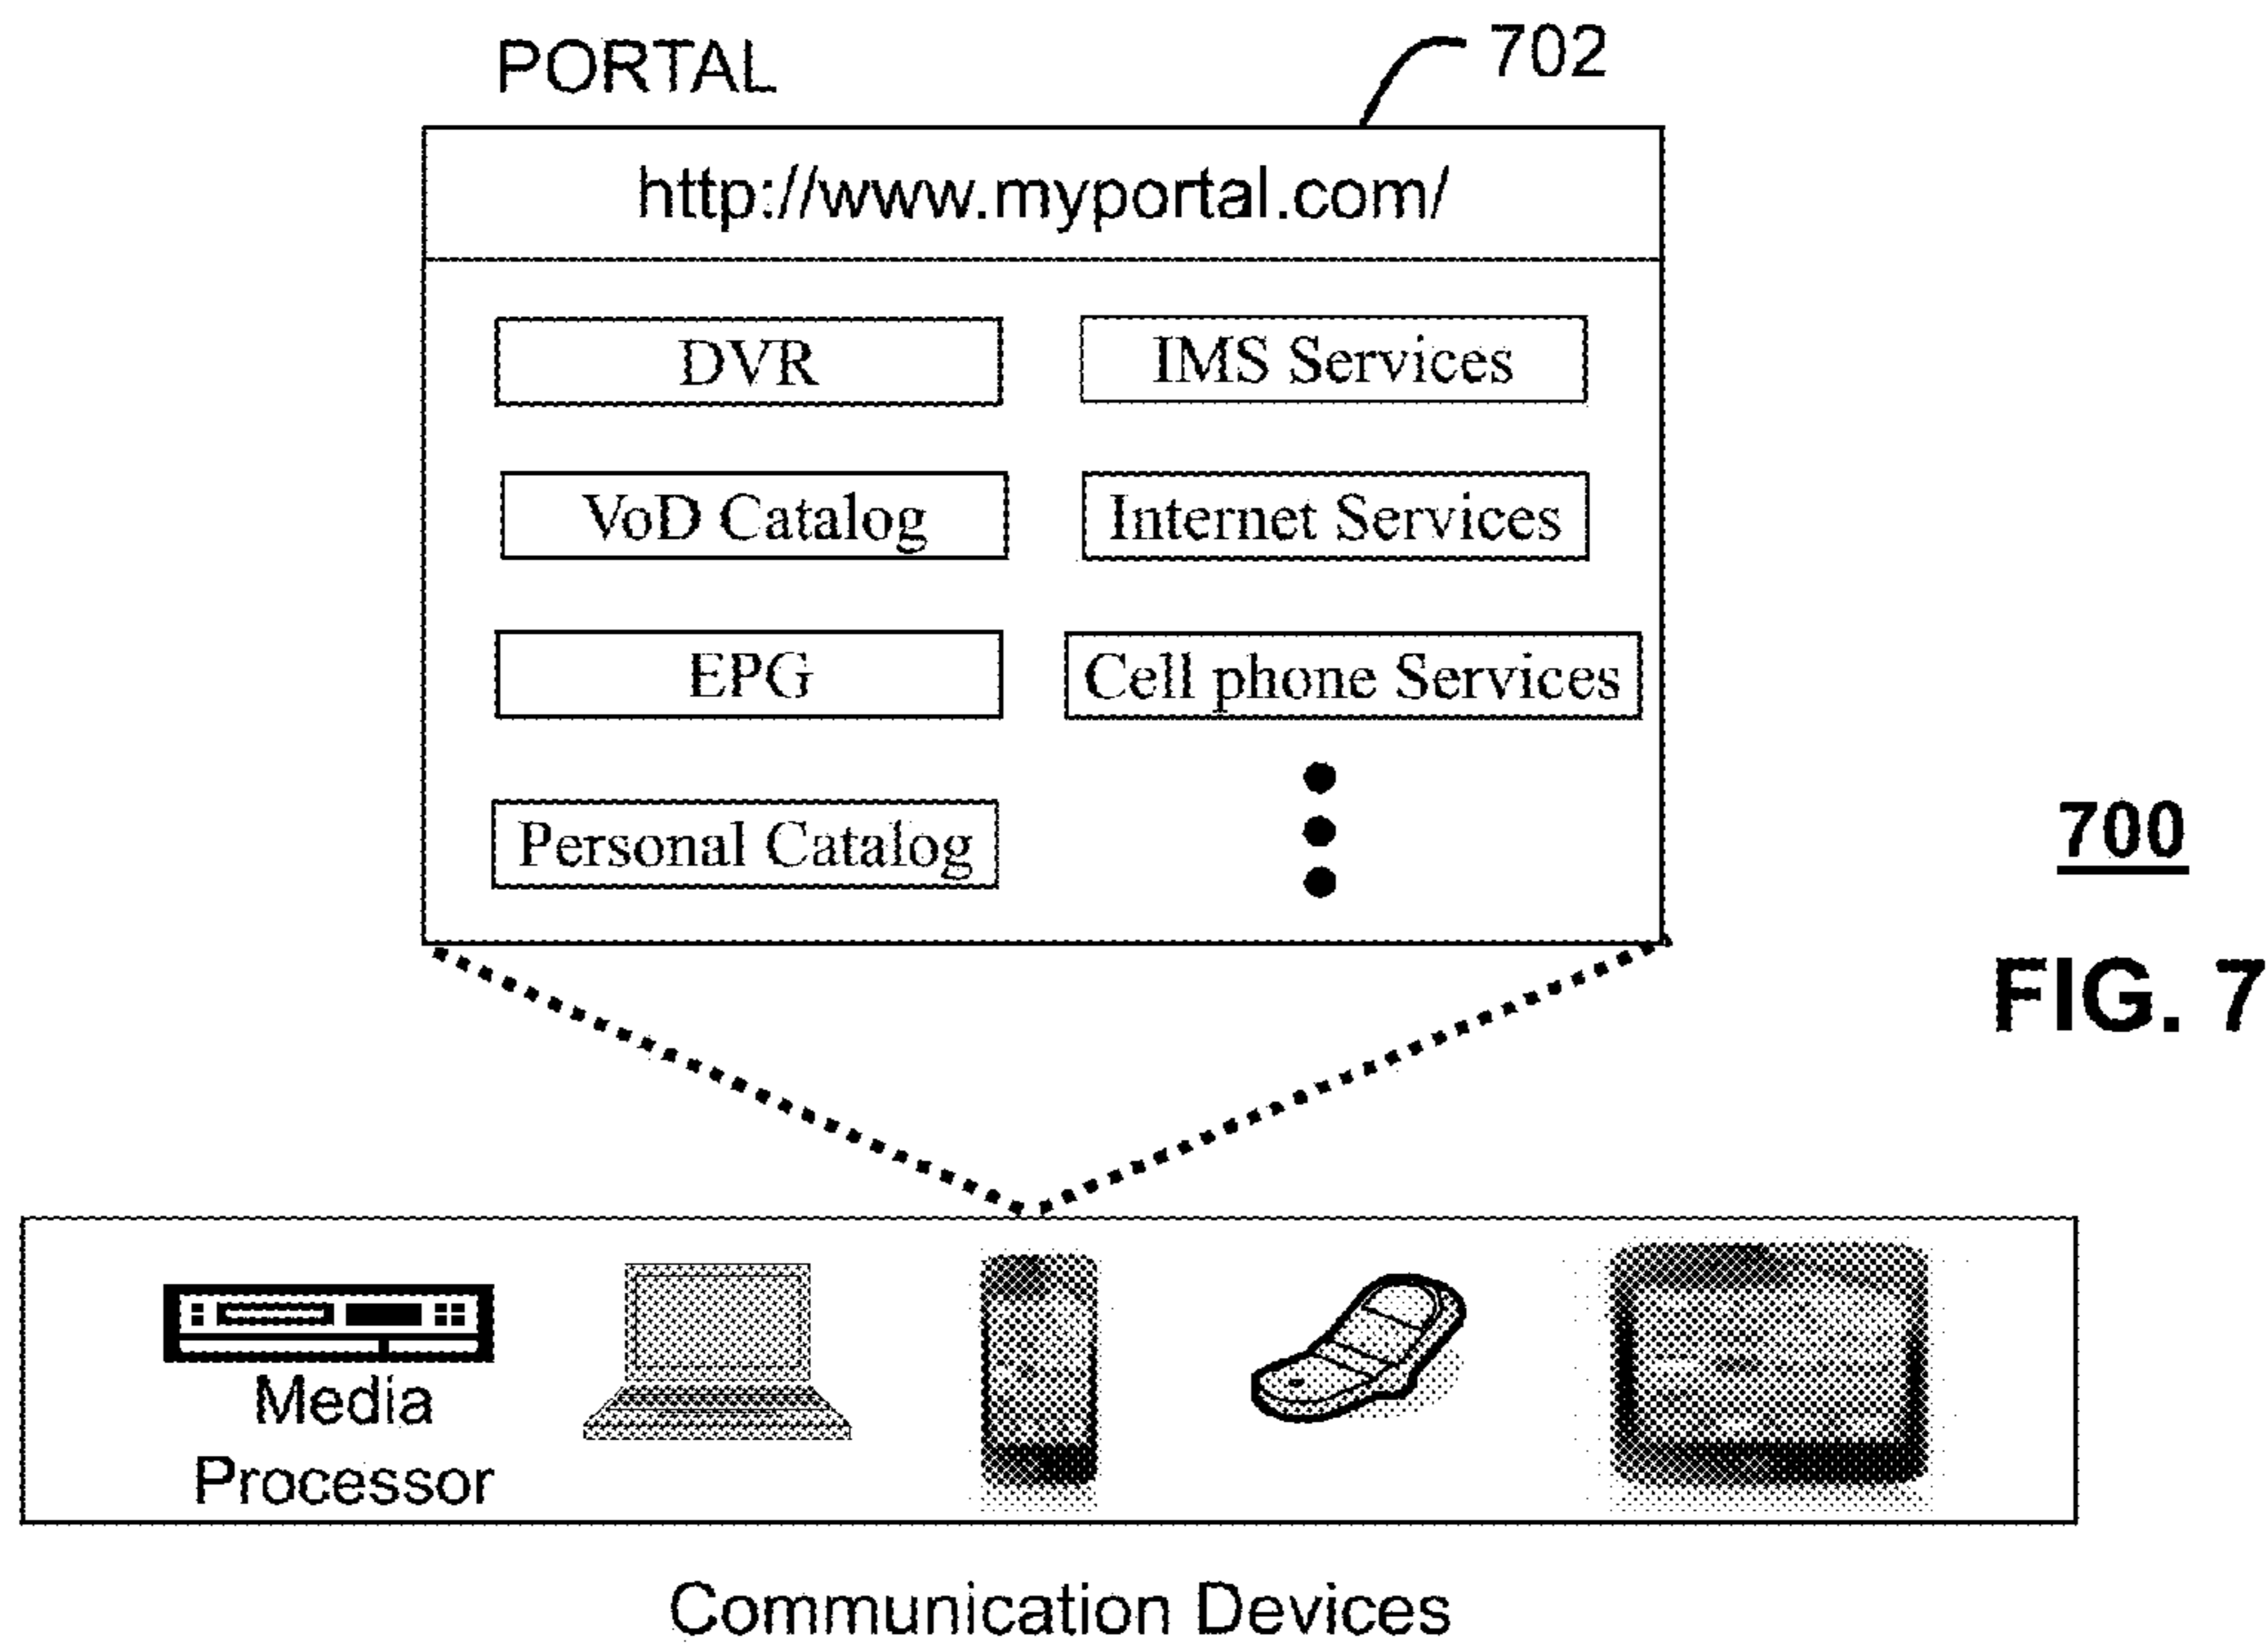 PORTAL
702
http://www.myportal.com/
DVR
IMS Services
VoD Catalog
Internet Services
EPG
Cell phone Services
Personal Catalog
700
FIG. 7
Media
Processor
Communication Devices